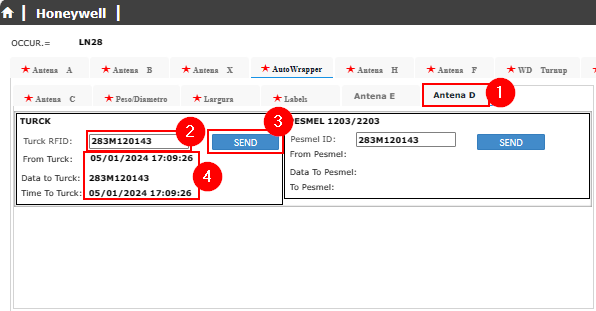 Honeywell
OCCUR.= LN28
Antena A Antena B Antena X AutoWrapper Antena H Antena F WD Turnup
Antena C Peso/Diametro Largura Labels Antena E Antena D 1
TURCK 3 PESMEL 1203/2203
Turck RFID: 283M120143 2 SEND Pesmel ID: 283M120143 SEND
From Turck: 05/01/2024 17:09:26 From Pesmel:
Data to Turck: 283M120143 4 Data To Pesmel:
Time To Turck: 05/01/2024 17:09:26 To Pesmel: